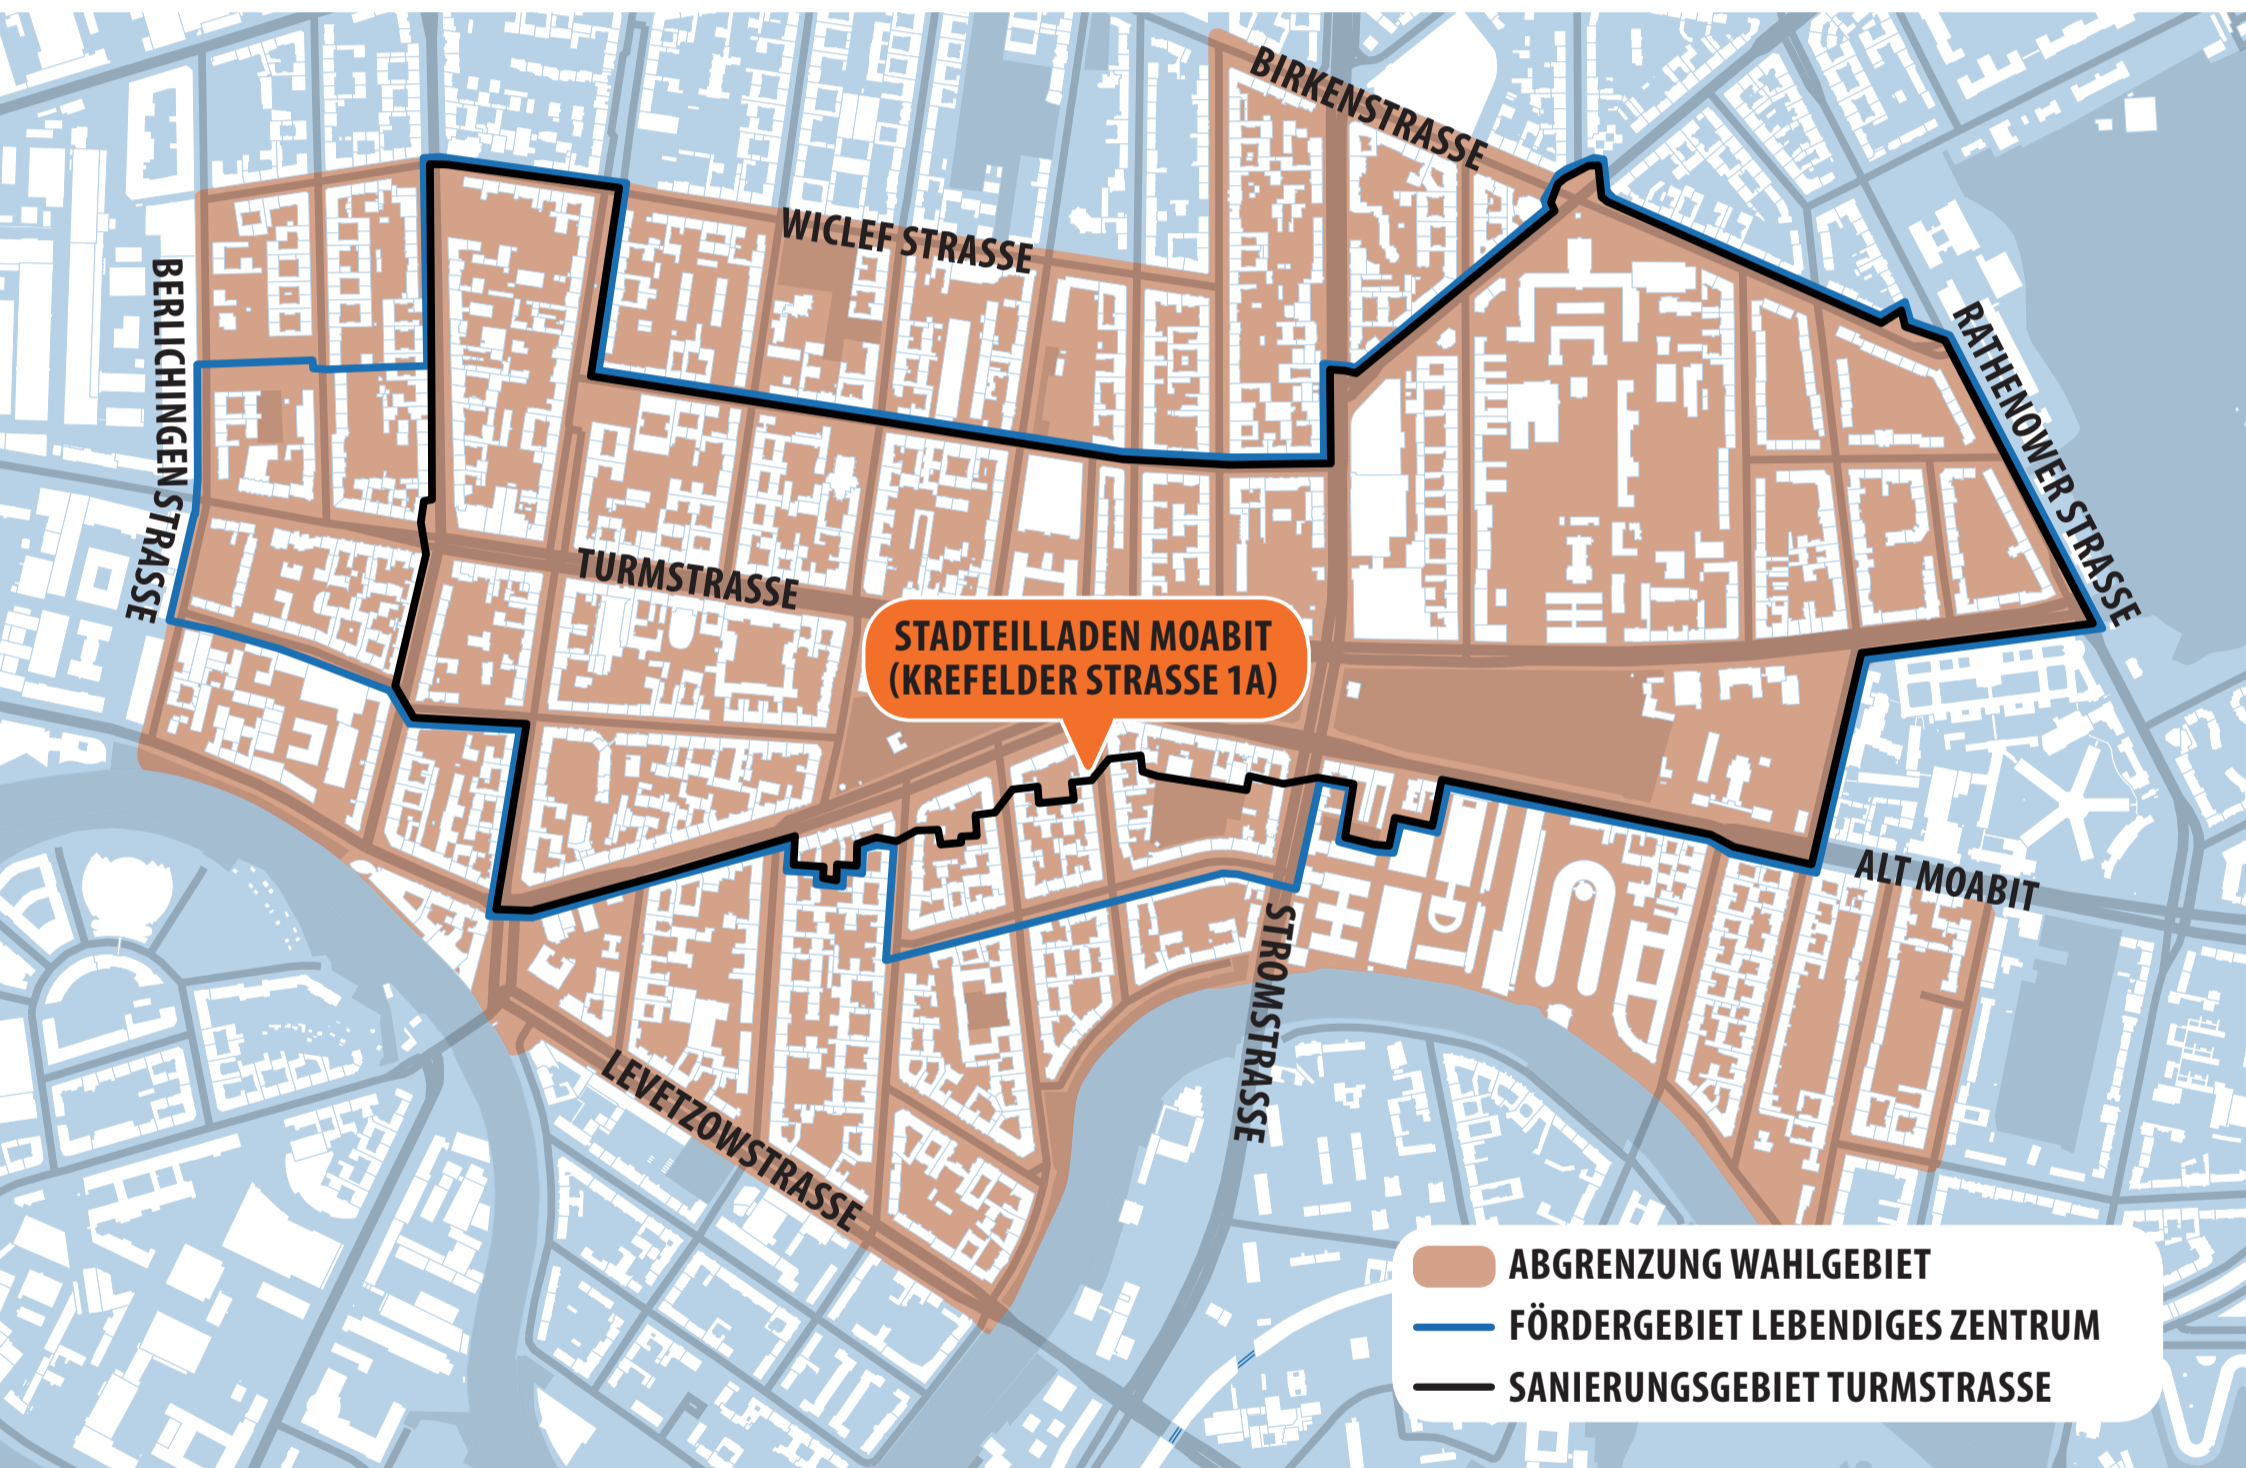 BIRKENSTRASSE
WICLEF STRASSE
BERLICHINGEN STRASSE
RATHENOWER STRASSE
TURMSTRASSE
STADTEILLADEN MOABIT
(KREFELDER STRASSE 1A)
ALT MOABIT
STROMSTRASSE
LEVETZOWSTRASSE
ABGRENZUNG WAHLGEBIET
FÖRDERGEBIET LEBENDIGES ZENTRUM
SANIERUNGSGEBIET TURMSTRASSE